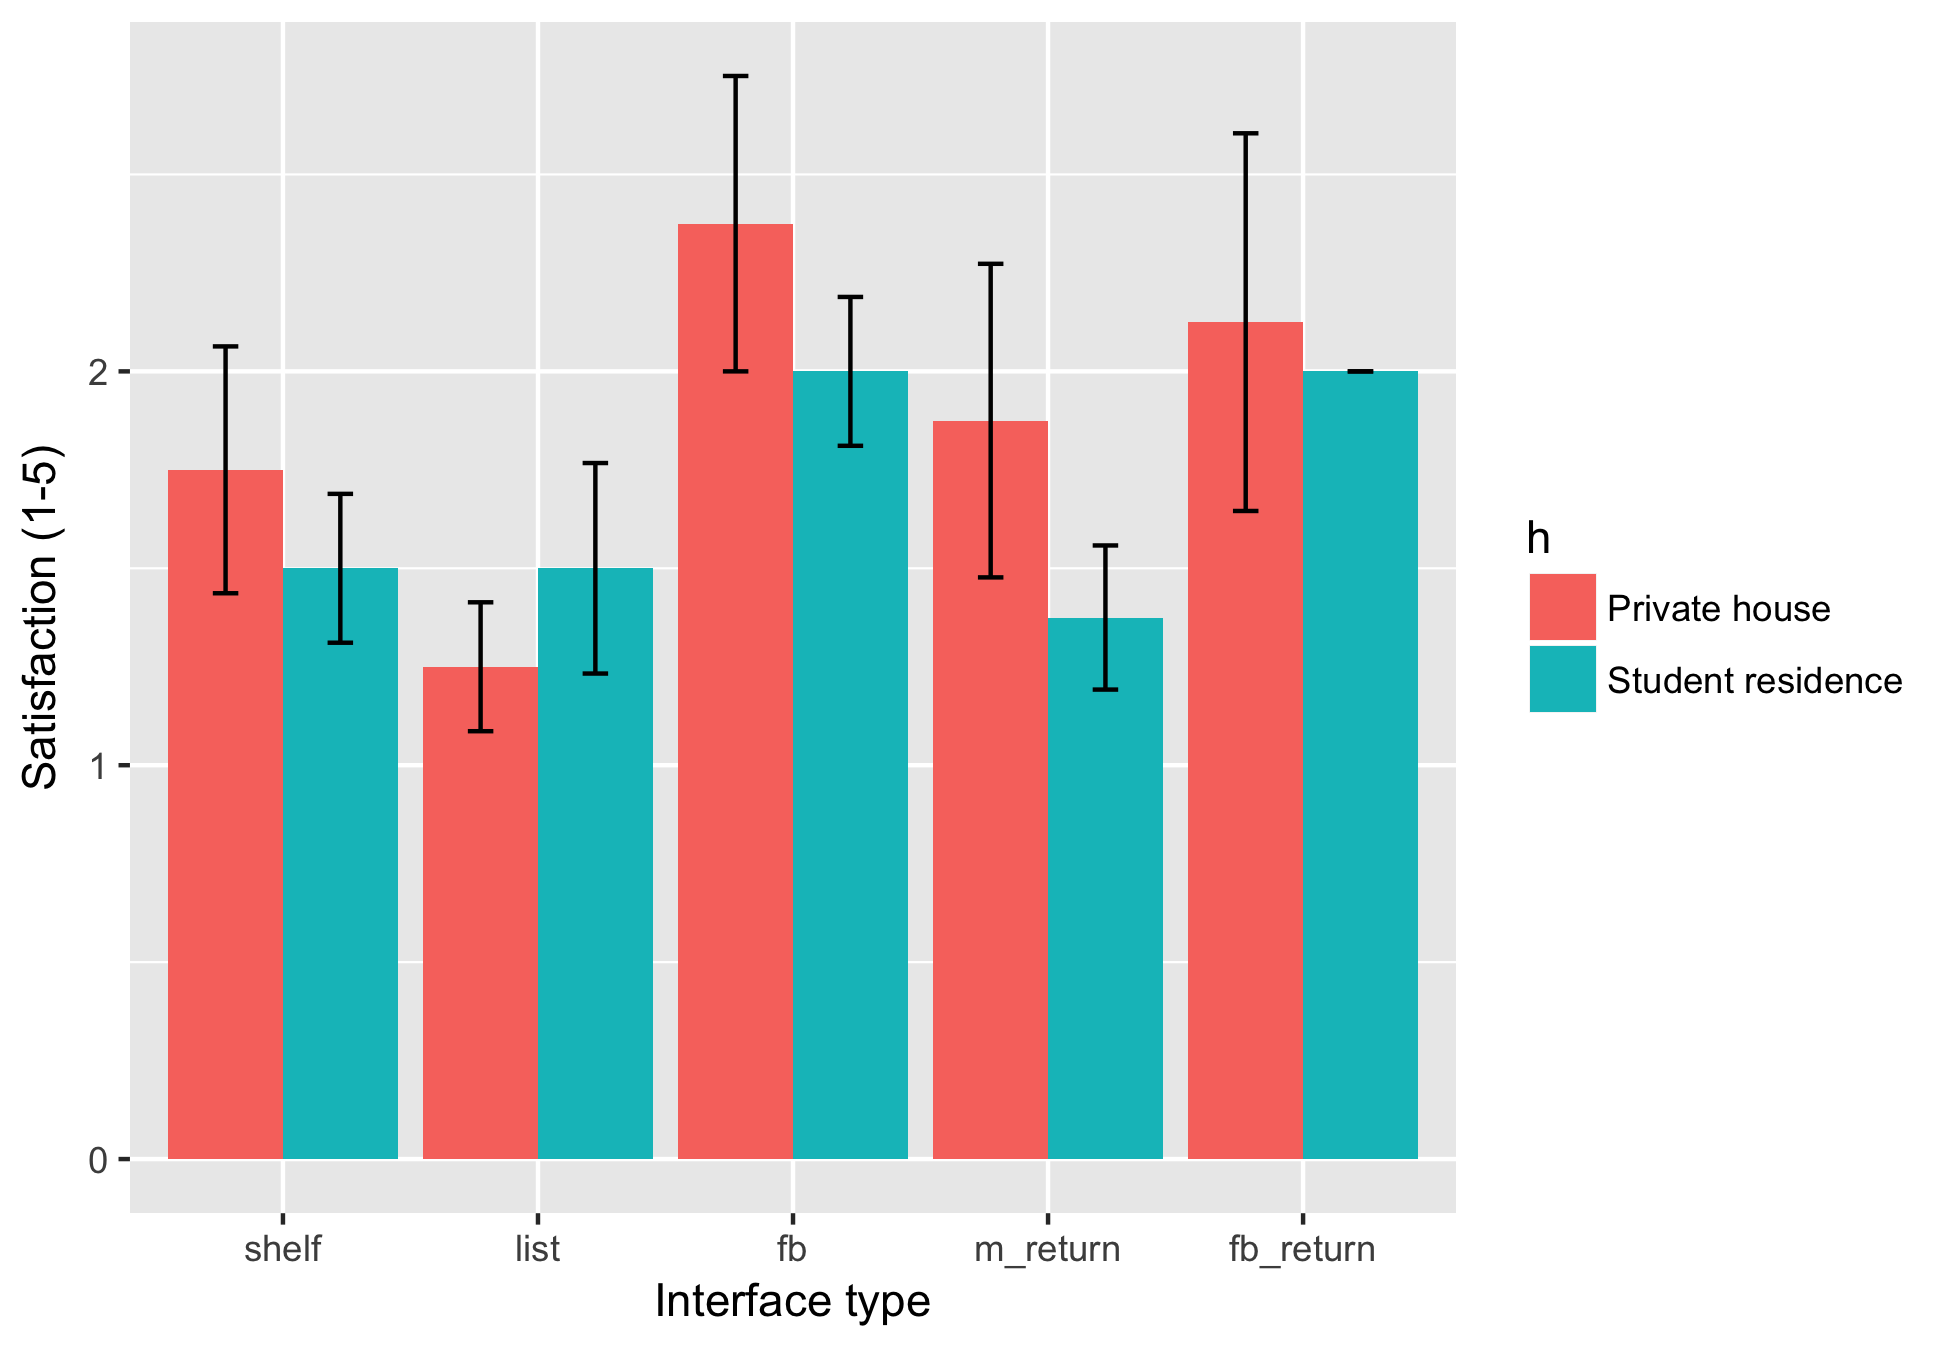 Satisfaction (1-5)
2
1
0
shelf
list
fb
m_return
fb_return
Interface type
h
Private house
Student residence